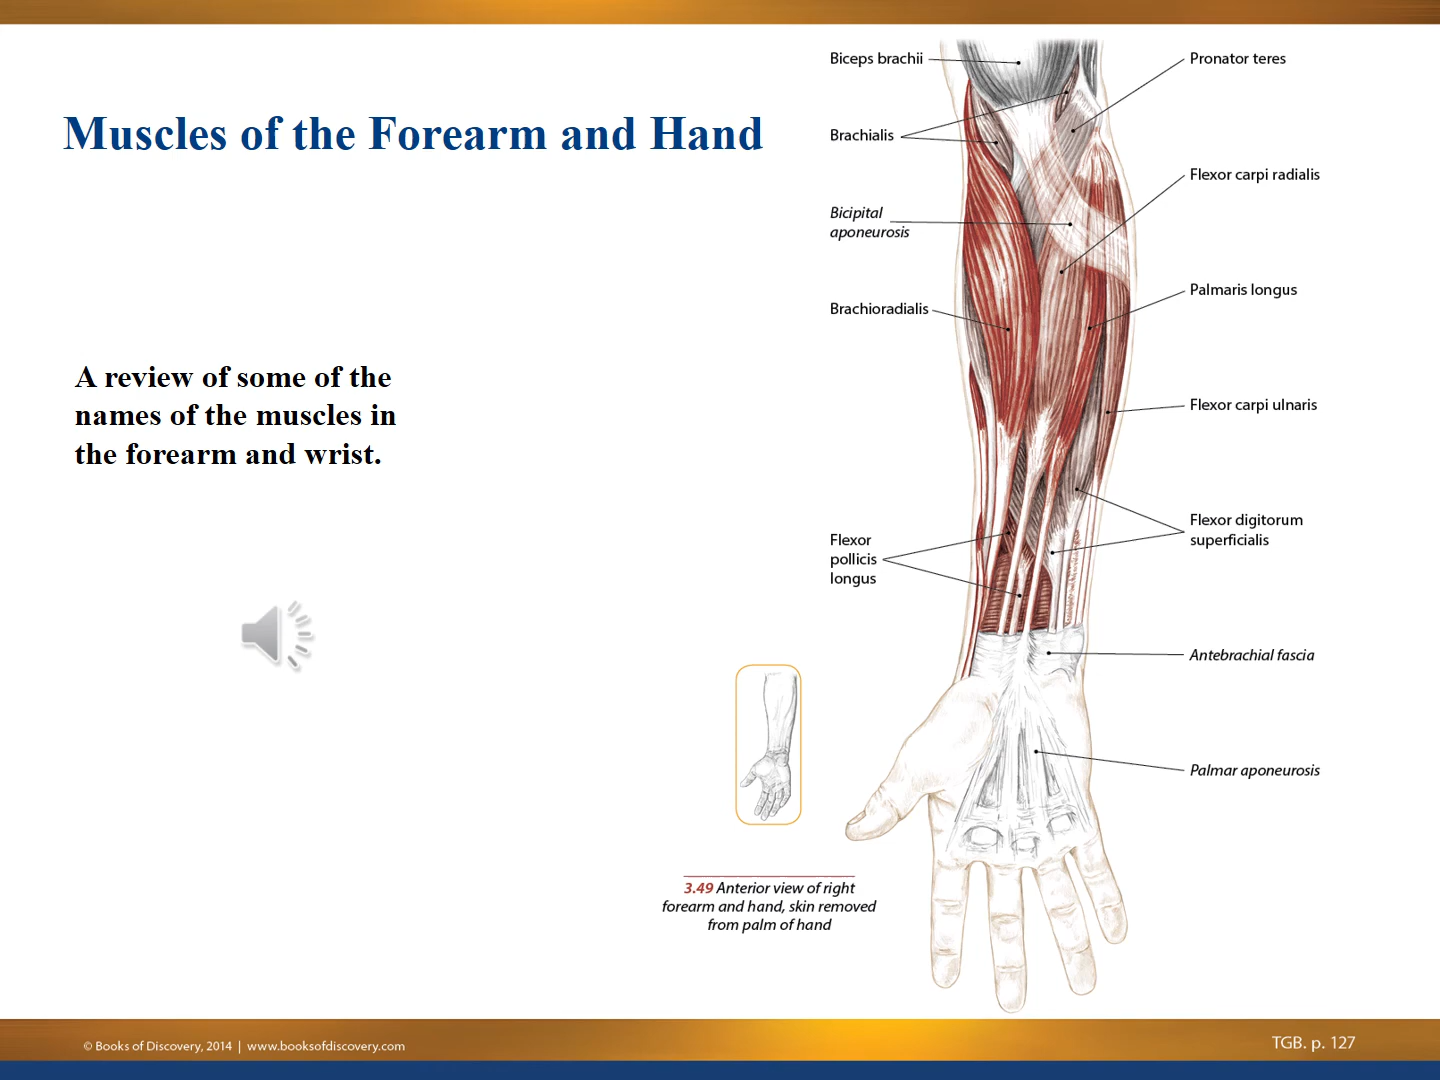 Muscles of the Forearm and Hand
A review of some of the
names of the muscles in
the forearm and wrist.
Biceps brachii
Brachialis
Bicipital
aponeurosis
Brachioradialis
Flexor
pollicis
longus
Pronator teres
Flexor carpi radialis
Palmaris longus
Flexor carpi ulnaris
Flexor digitorum
superficialis
Antebrachial fascia
Palmar aponeurosis
3.49 Anterior view of right
forearm and hand, skin removed
from palm of hand
© Books of Discovery, 2014 | www.booksofdiscovery.com
TGB. p. 127